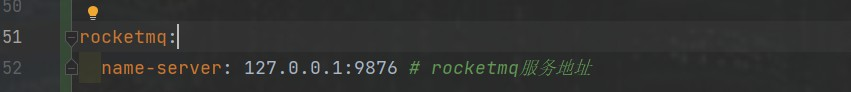 50
51 rocketmq:
52 name-server: 127.0.0.1:9876 # rocketmq服务地址